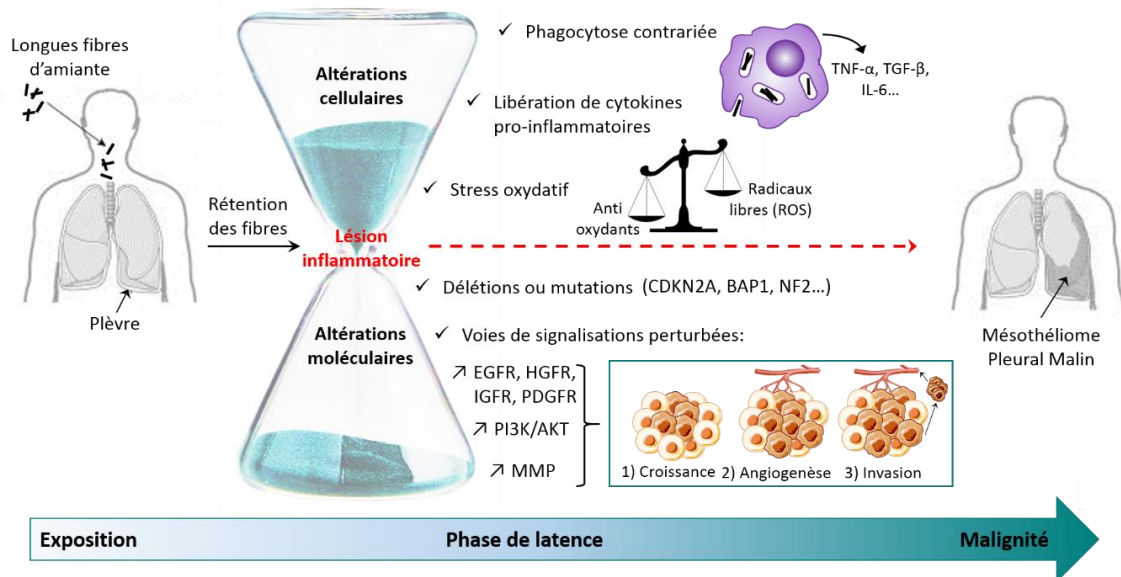 Longues fibres
d'amiante
Rétention
des fibres
Plèvre
Altérations
cellulaires
Lésion
inflammatoire
Altérations
moléculaires
✓ Phagocytose contrariée
TNF-α, TGF-β,
IL-6...
✓ Libération de cytokines
pro-inflammatoires
✓ Stress oxydatif
Anti
oxydants
Radicaux
libres (ROS)
✓ Délétions ou mutations (CDKN2A, BAP1, NF2...)
✓ Voies de signalisations perturbées:
↗ EGFR, HGFR,
IGFR, PDGFR
↗ PI3K/AKT
↗ MMP
1) Croissance 2) Angiogenèse 3) Invasion
Mésothéliome
Pleural Malin
Exposition Phase de latence Malignité